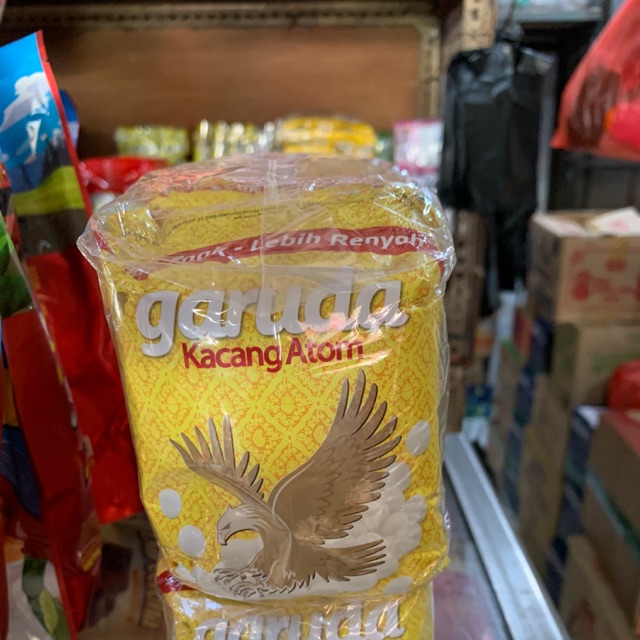 - Lebih Renyah
garuda
Kacang Atom
garuda